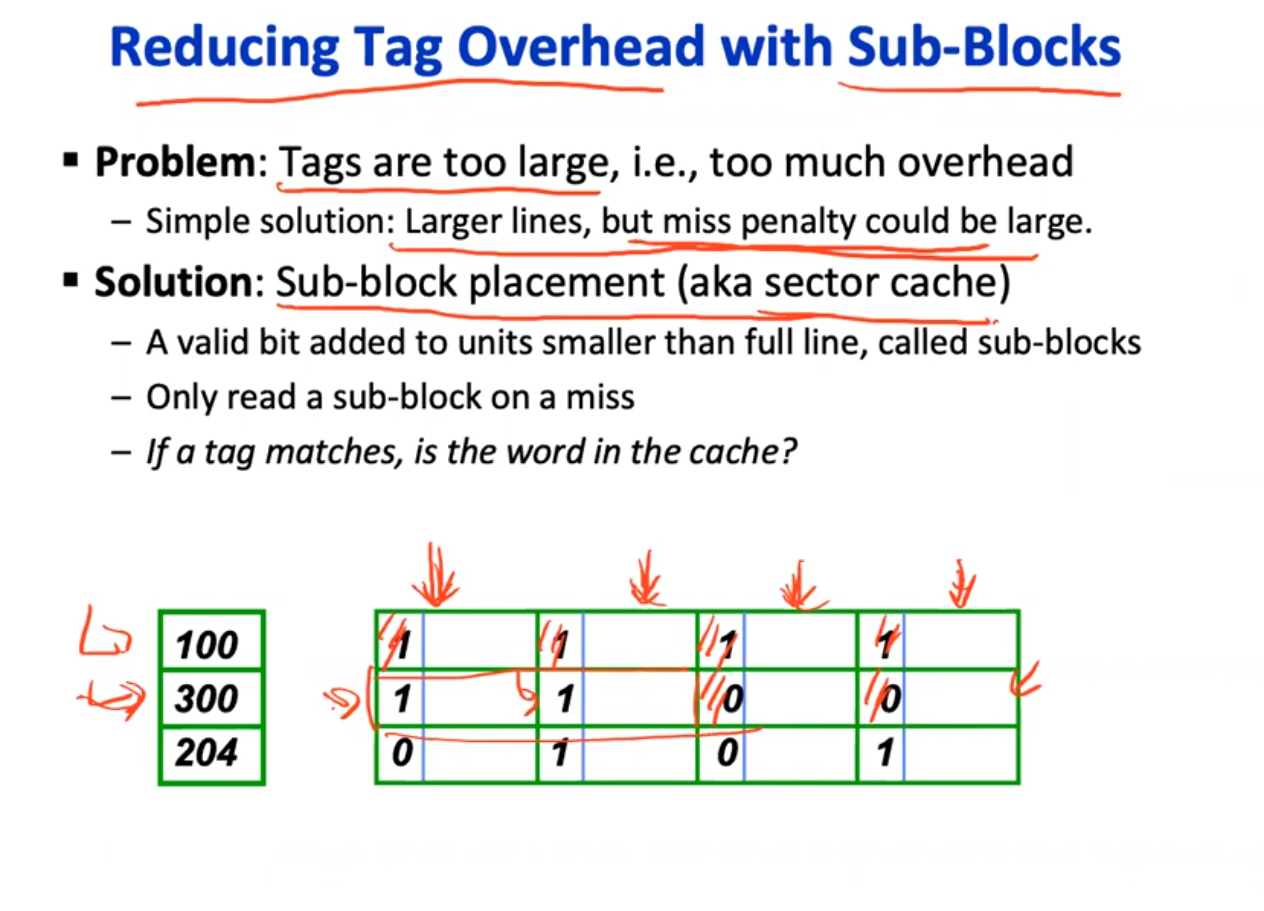 Reducing Tag Overhead with Sub-Blocks
▪ Problem: Tags are too large, i.e., too much overhead
– Simple solution: Larger lines, but miss penalty could be large.
▪ Solution: Sub-block placement (aka sector cache)
– A valid bit added to units smaller than full line, called sub-blocks
– Only read a sub-block on a miss
– If a tag matches, is the word in the cache?
100 1 1 1 1
300 1 1 0 0
204 0 1 0 1